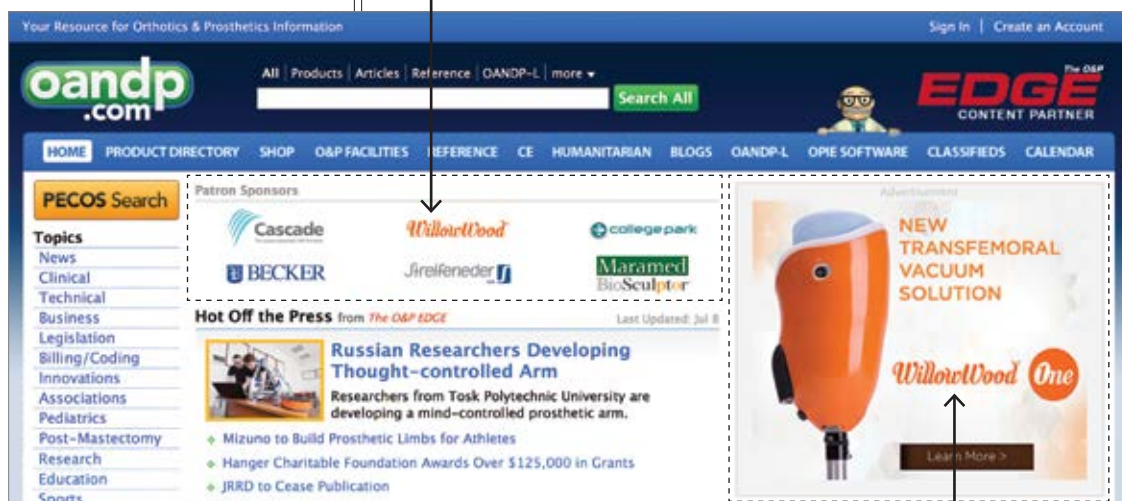 Your Resource for Orthotics & Prosthetics Information
Sign In | Create an Account
oandp
.com
All | Products | Articles | Reference | OANDP-L | more
Search All
The O&P
EDGE
CONTENT PARTNER
HOME PRODUCT DIRECTORY SHOP O&P FACILITIES REFERENCE CE HUMANITARIAN BLOGS OANDP-L OPIE SOFTWARE CLASSIFIEDS CALENDAR
PECOS Search
Topics
News
Clinical
Technical
Business
Legislation
Billing/Coding
Innovations
Associations
Pediatrics
Post-Mastectomy
Research
Education
Sports
Patron Sponsors
Cascade
WillowWood
college park
BECKER
Streifeneder
Maramed
BioSculptor
Hot Off the Press from The O&P EDGE
Last Updated: Jul 8
Russian Researchers Developing
Thought-controlled Arm
Researchers from Tosk Polytechnic University are
developing a mind-controlled prosthetic arm.
Mizuno to Build Prosthetic Limbs for Athletes
Hanger Charitable Foundation Awards Over $125,000 in Grants
JRRD to Cease Publication
Advertisement
NEW
TRANSFEMORAL
VACUUM
SOLUTION
WillowWood One
Learn More >